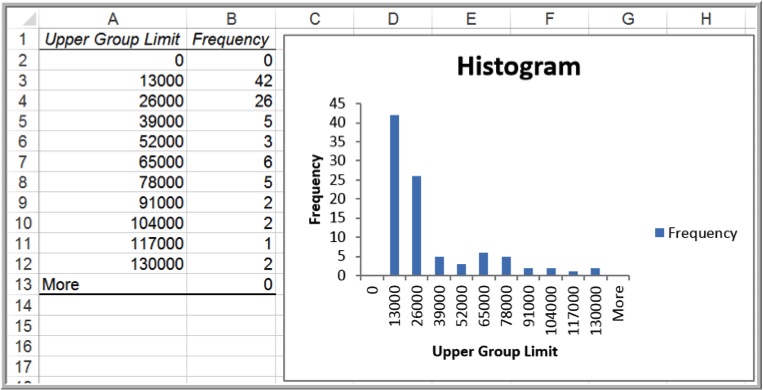 A B C D E F G H
1 Upper Group Limit Frequency
2 0 0
3 13000 42
4 26000 26
5 39000 5
6 52000 3
7 65000 6
8 78000 5
9 91000 2
10 104000 2
11 117000 1
12 130000 2
13 More 0
14
15
16
17
Histogram
Frequency
45
40
35
30
25
20
15
10
5
0
0 13000 26000 39000 52000 65000 78000 91000 104000 117000 130000 More
Upper Group Limit
Frequency